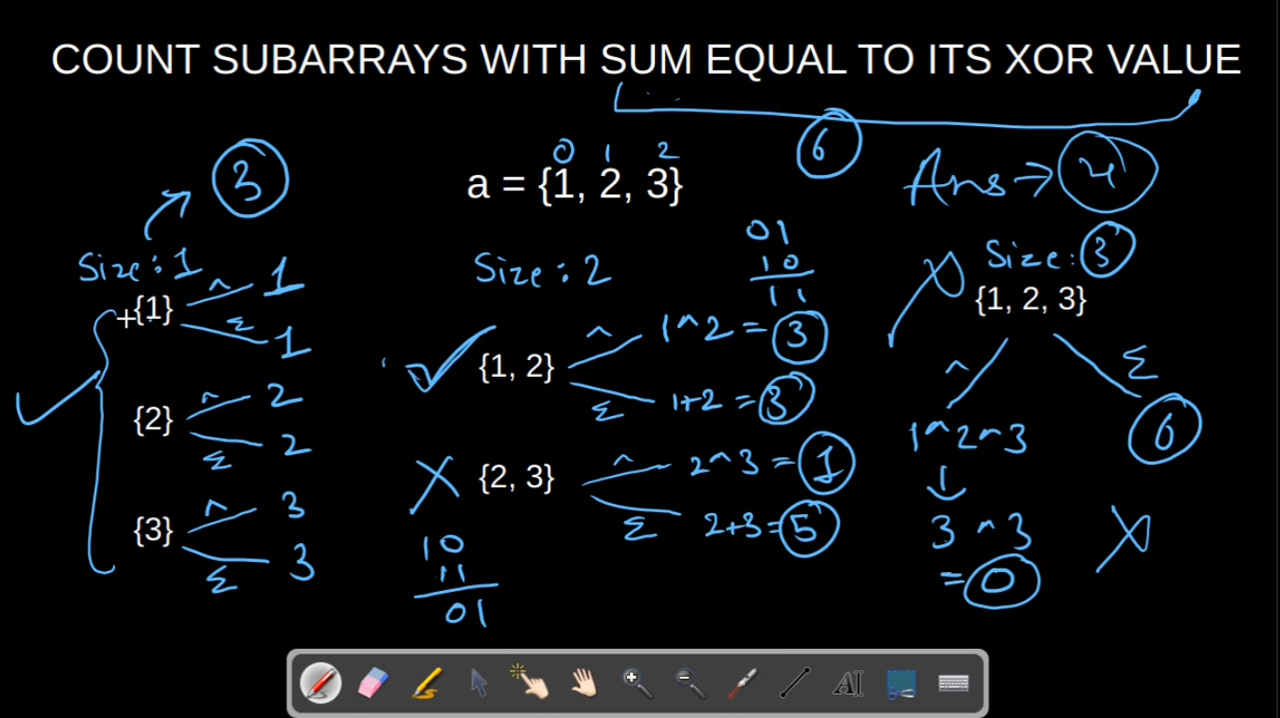 COUNT SUBARRAYS WITH SUM EQUAL TO ITS XOR VALUE
6
0 1 2
a = {1, 2, 3}
Ans → 4
3
Size: 1
{1}
^ 1
Σ 1
{2}
^ 2
Σ 2
{3}
^ 3
Σ 3
Size: 2
01
10
11
{1, 2}
^ 1^2 = 3
Σ 1+2 = 3
{2, 3}
^ 2^3 = 1
Σ 2+3 = 5
10
11
01
Size: 3
{1, 2, 3}
^ Σ
1^2^3 6
↓
3 ^ 3
= 0
AI